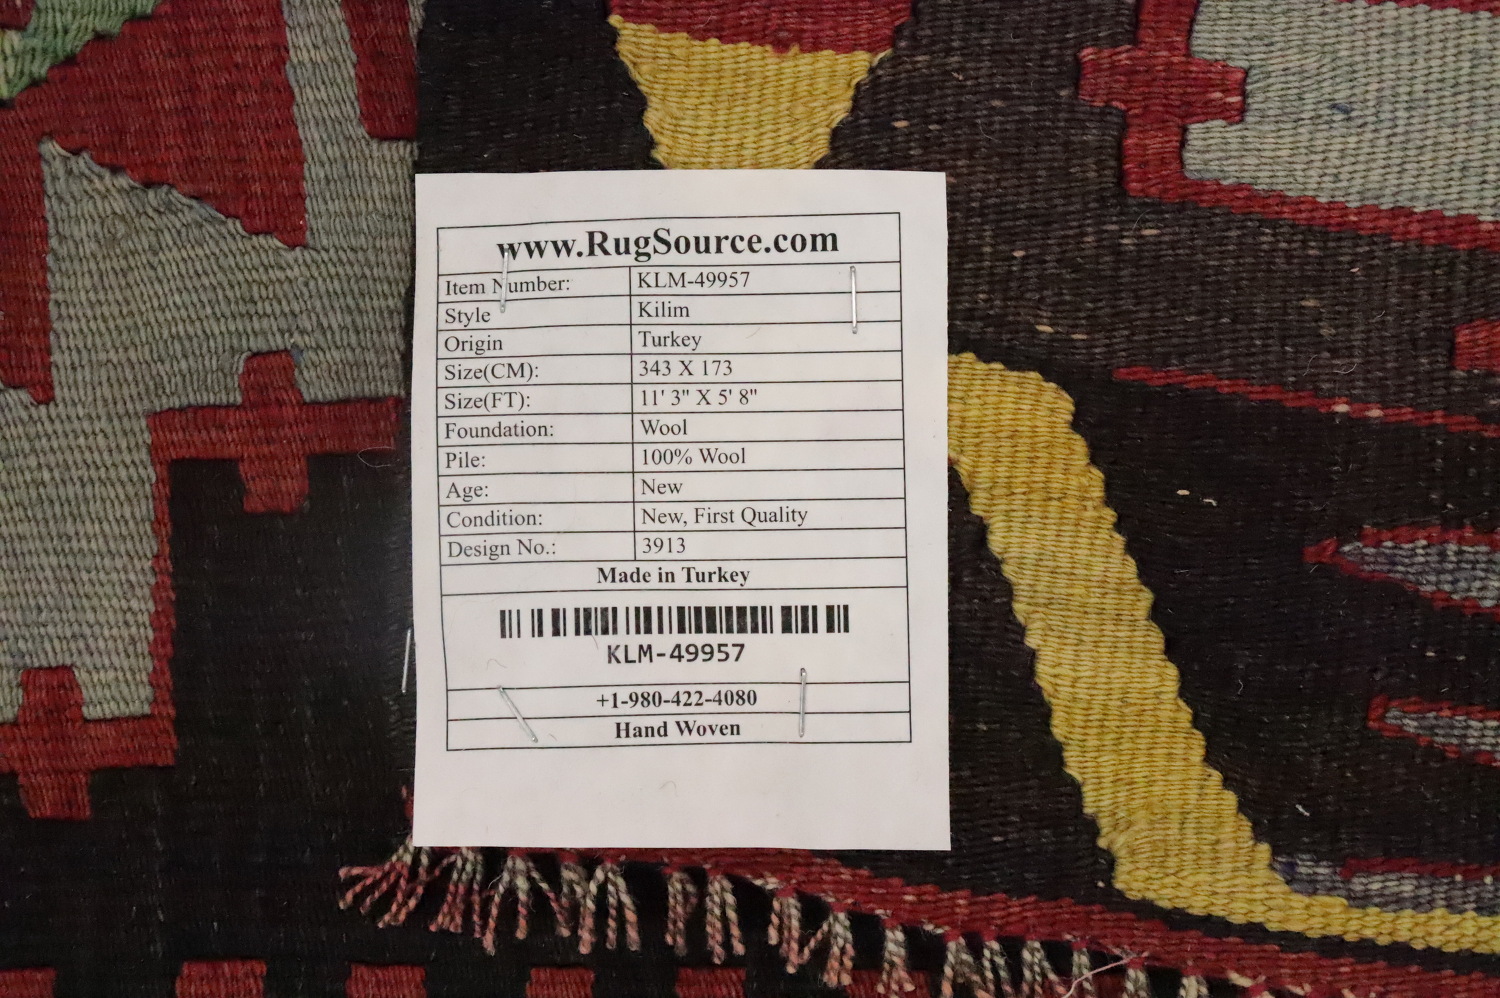 www.RugSource.com
Item Number: KLM-49957
Style Kilim
Origin Turkey
Size(CM): 343 X 173
Size(FT): 11' 3" X 5' 8"
Foundation: Wool
Pile: 100% Wool
Age: New
Condition: New, First Quality
Design No.: 3913
Made in Turkey
KLM-49957
+1-980-422-4080
Hand Woven